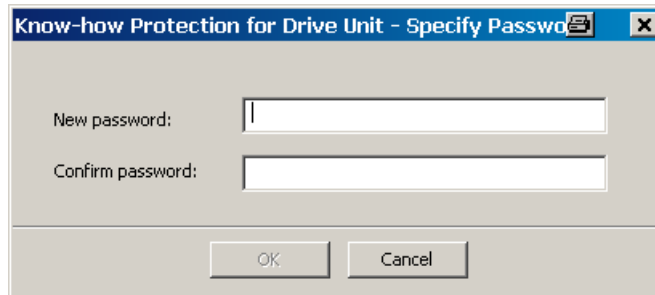 Know-how Protection for Drive Unit - Specify Passwo
New password:
Confirm password:
OK
Cancel